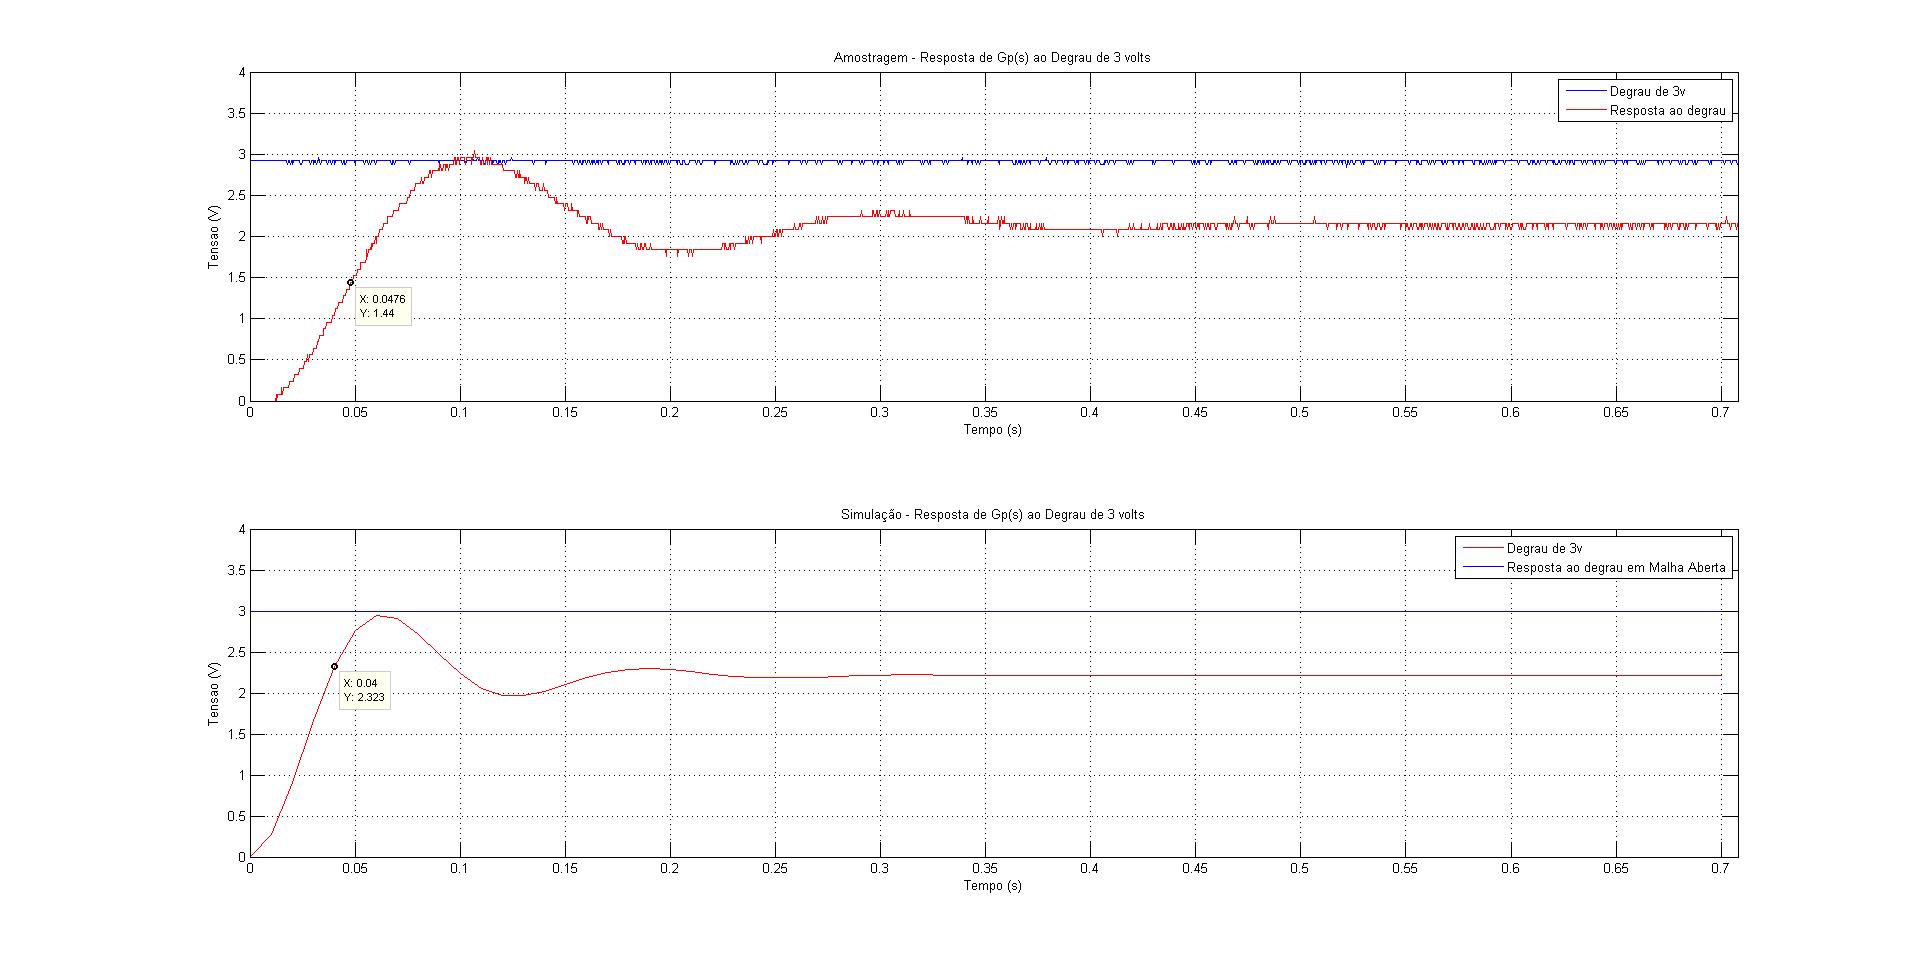 Amostragem - Resposta de Gp(s) ao Degrau de 3 volts
4
3.5
3
2.5
2
1.5
1
0.5
0
Tensao (V)
Degrau de 3v
Resposta ao degrau
X: 0.0476
Y: 1.44
0 0.05 0.1 0.15 0.2 0.25 0.3 0.35 0.4 0.45 0.5 0.55 0.6 0.65 0.7
Tempo (s)
Simulação - Resposta de Gp(s) ao Degrau de 3 volts
4
3.5
3
2.5
2
1.5
1
0.5
0
Tensao (V)
Degrau de 3v
Resposta ao degrau em Malha Aberta
X: 0.04
Y: 2.323
0 0.05 0.1 0.15 0.2 0.25 0.3 0.35 0.4 0.45 0.5 0.55 0.6 0.65 0.7
Tempo (s)